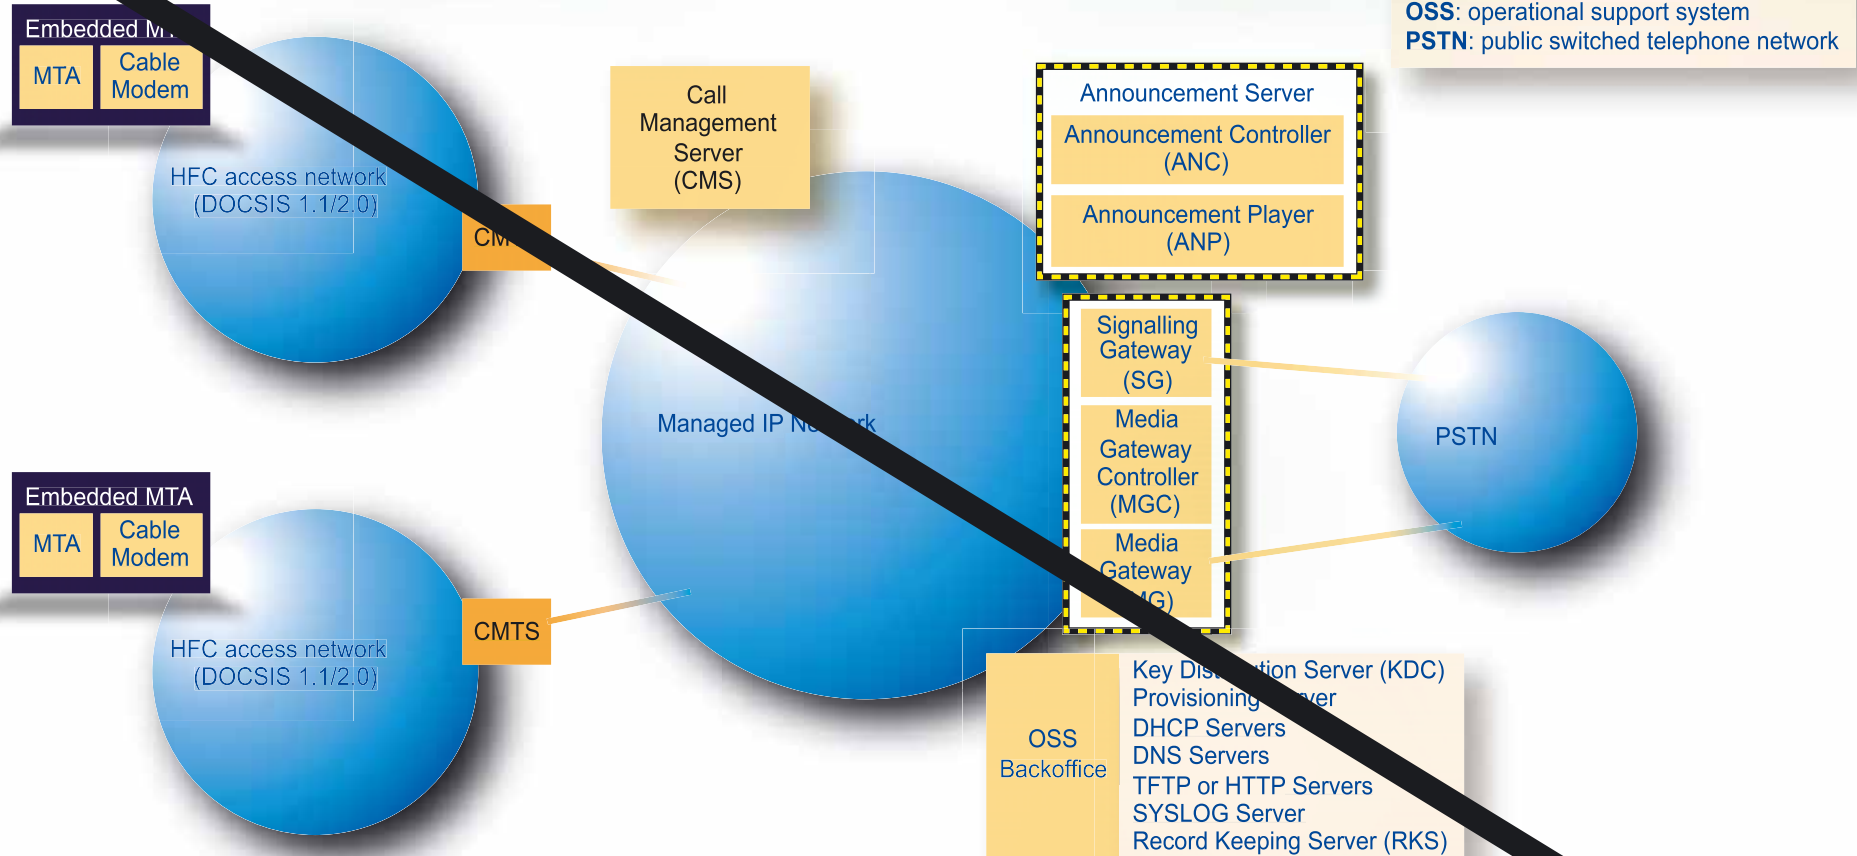 OSS: operational support system
PSTN: public switched telephone network
Embedded
MTA
Cable
Modem
HFC access network
(DOCSIS 1.1/2.0)
Call
Management
Server
(CMS)
Announcement Server
Announcement Controller
(ANC)
Announcement Player
(ANP)
Signalling
Gateway
(SG)
Media
Gateway
Controller
(MGC)
Media
Gateway
Managed IP
PSTN
Embedded MTA
MTA
Cable
Modem
HFC access network
(DOCSIS 1.1/2.0)
CMTS
OSS
Backoffice
Key Server (KDC)
Provisioning
DHCP Servers
DNS Servers
TFTP or HTTP Servers
SYSLOG Server
Record Keeping Server (RKS)